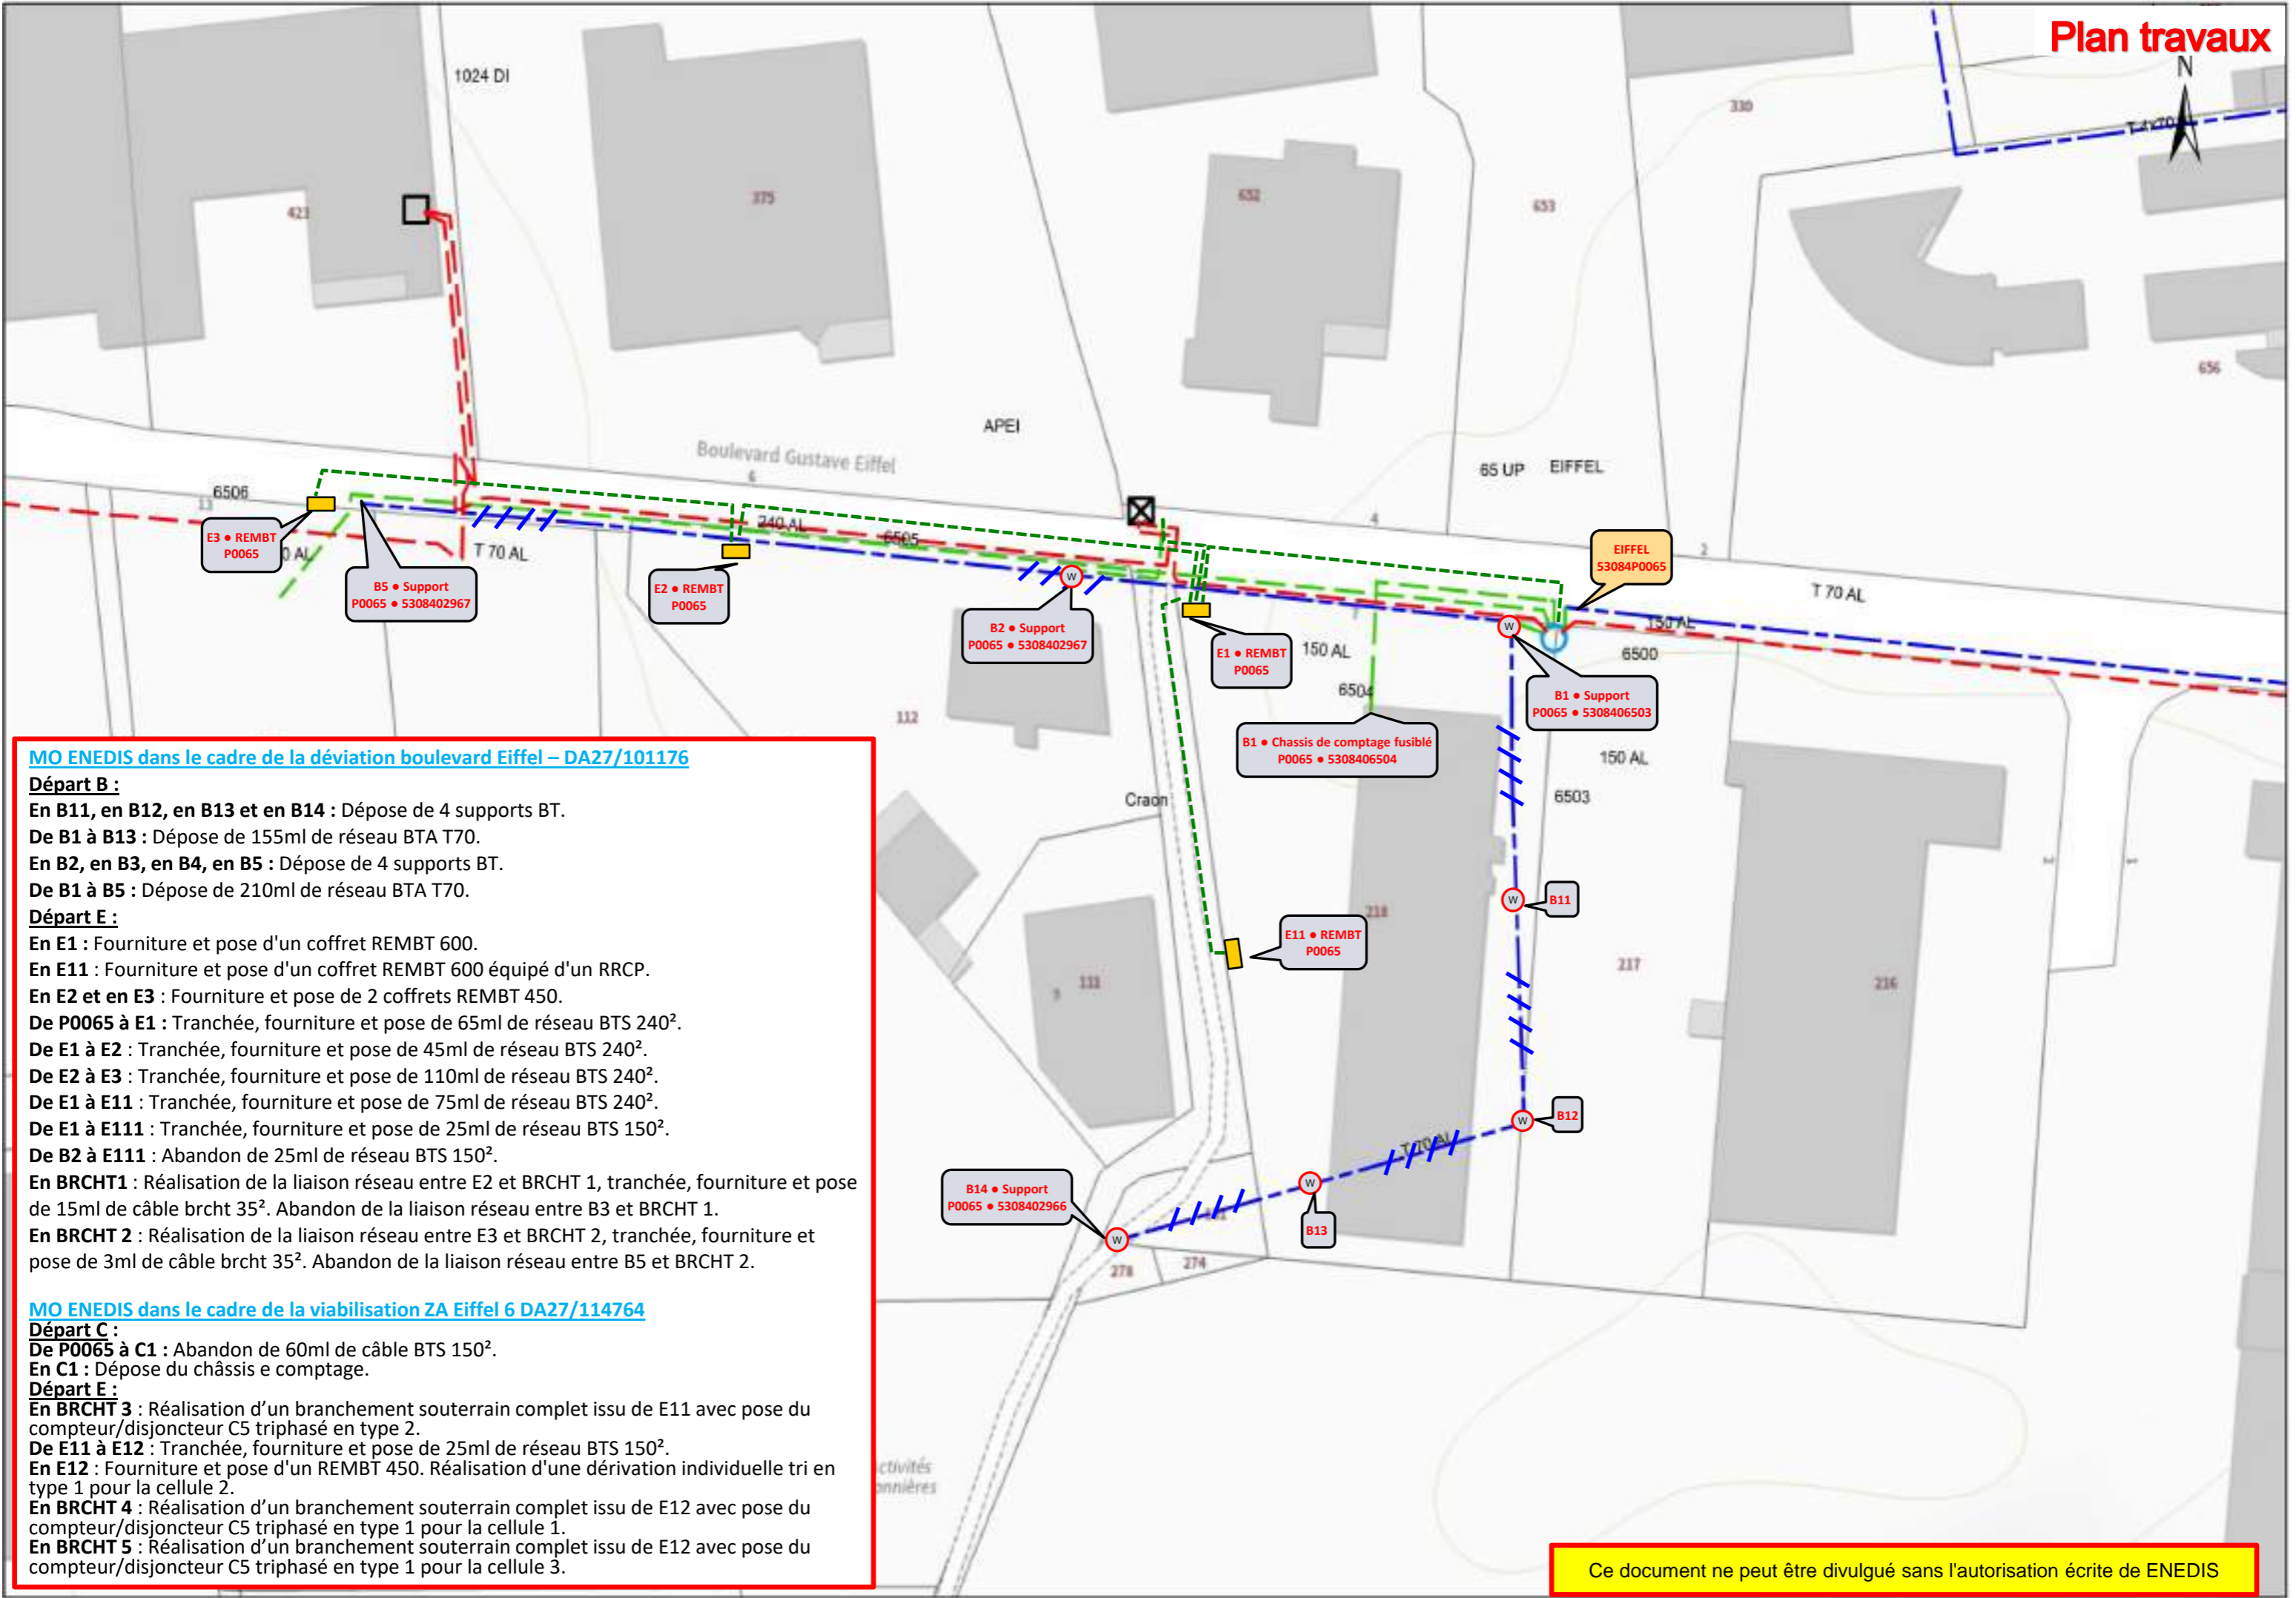 Plan travaux
N
1024 DI
330
T 4x70
423
375
652
653
656
APEI
Boulevard Gustave Eiffel
6
65 UP EIFFEL
6506
13
4
2
240 AL
6505
EIFFEL
53084P0065
E3 ● REMBT
P0065
0 AL
T 70 AL
B5 ● Support
P0065 ● 5308402967
E2 ● REMBT
P0065
T 70 AL
150 AL
B2 ● Support
P0065 ● 5308402967
E1 ● REMBT
P0065
150 AL
6500
6504
B1 ● Support
P0065 ● 5308406503
112
B1 ● Chassis de comptage fusiblé
P0065 ● 5308406504
150 AL
6503
Craon
B11
218
E11 ● REMBT
P0065
217
216
9
111
B12
T 70 AL
B14 ● Support
P0065 ● 5308402966
B13
278
274
W
W
W
W
W
W
MO ENEDIS dans le cadre de la déviation boulevard Eiffel – DA27/101176
Départ B :
En B11, en B12, en B13 et en B14 : Dépose de 4 supports BT.
De B1 à B13 : Dépose de 155ml de réseau BTA T70.
En B2, en B3, en B4, en B5 : Dépose de 4 supports BT.
De B1 à B5 : Dépose de 210ml de réseau BTA T70.
Départ E :
En E1 : Fourniture et pose d'un coffret REMBT 600.
En E11 : Fourniture et pose d'un coffret REMBT 600 équipé d'un RRCP.
En E2 et en E3 : Fourniture et pose de 2 coffrets REMBT 450.
De P0065 à E1 : Tranchée, fourniture et pose de 65ml de réseau BTS 240².
De E1 à E2 : Tranchée, fourniture et pose de 45ml de réseau BTS 240².
De E2 à E3 : Tranchée, fourniture et pose de 110ml de réseau BTS 240².
De E1 à E11 : Tranchée, fourniture et pose de 75ml de réseau BTS 240².
De E1 à E111 : Tranchée, fourniture et pose de 25ml de réseau BTS 150².
De B2 à E111 : Abandon de 25ml de réseau BTS 150².
En BRCHT1 : Réalisation de la liaison réseau entre E2 et BRCHT 1, tranchée, fourniture et pose
de 15ml de câble brcht 35². Abandon de la liaison réseau entre B3 et BRCHT 1.
En BRCHT 2 : Réalisation de la liaison réseau entre E3 et BRCHT 2, tranchée, fourniture et
pose de 3ml de câble brcht 35². Abandon de la liaison réseau entre B5 et BRCHT 2.
MO ENEDIS dans le cadre de la viabilisation ZA Eiffel 6 DA27/114764
Départ C :
De P0065 à C1 : Abandon de 60ml de câble BTS 150².
En C1 : Dépose du châssis e comptage.
Départ E :
En BRCHT 3 : Réalisation d’un branchement souterrain complet issu de E11 avec pose du
compteur/disjoncteur C5 triphasé en type 2.
De E11 à E12 : Tranchée, fourniture et pose de 25ml de réseau BTS 150².
En E12 : Fourniture et pose d'un REMBT 450. Réalisation d'une dérivation individuelle tri en
type 1 pour la cellule 2.
En BRCHT 4 : Réalisation d’un branchement souterrain complet issu de E12 avec pose du
compteur/disjoncteur C5 triphasé en type 1 pour la cellule 1.
En BRCHT 5 : Réalisation d’un branchement souterrain complet issu de E12 avec pose du
compteur/disjoncteur C5 triphasé en type 1 pour la cellule 3.
ctivités
onnières
Ce document ne peut être divulgué sans l'autorisation écrite de ENEDIS